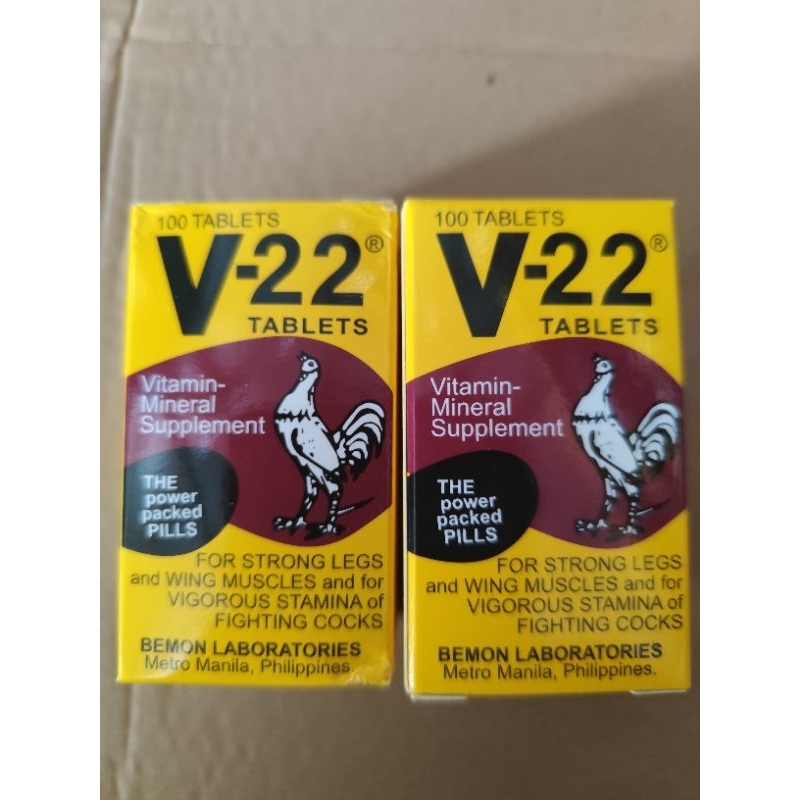 100 TABLETS
V-22®
TABLETS
Vitamin-
Mineral
Supplement
THE
power
packed
PILLS
FOR STRONG LEGS
and WING MUSCLES and for
VIGOROUS STAMINA of
FIGHTING COCKS
BEMON LABORATORIES
Metro Manila, Philippines.
100 TABLETS
V-22®
TABLETS
Vitamin-
Mineral
Supplement
THE
power
packed
PILLS
FOR STRONG LEGS
and WING MUSCLES and for
VIGOROUS STAMINA of
FIGHTING COCKS
BEMON LABORATORIES
Metro Manila, Philippines.